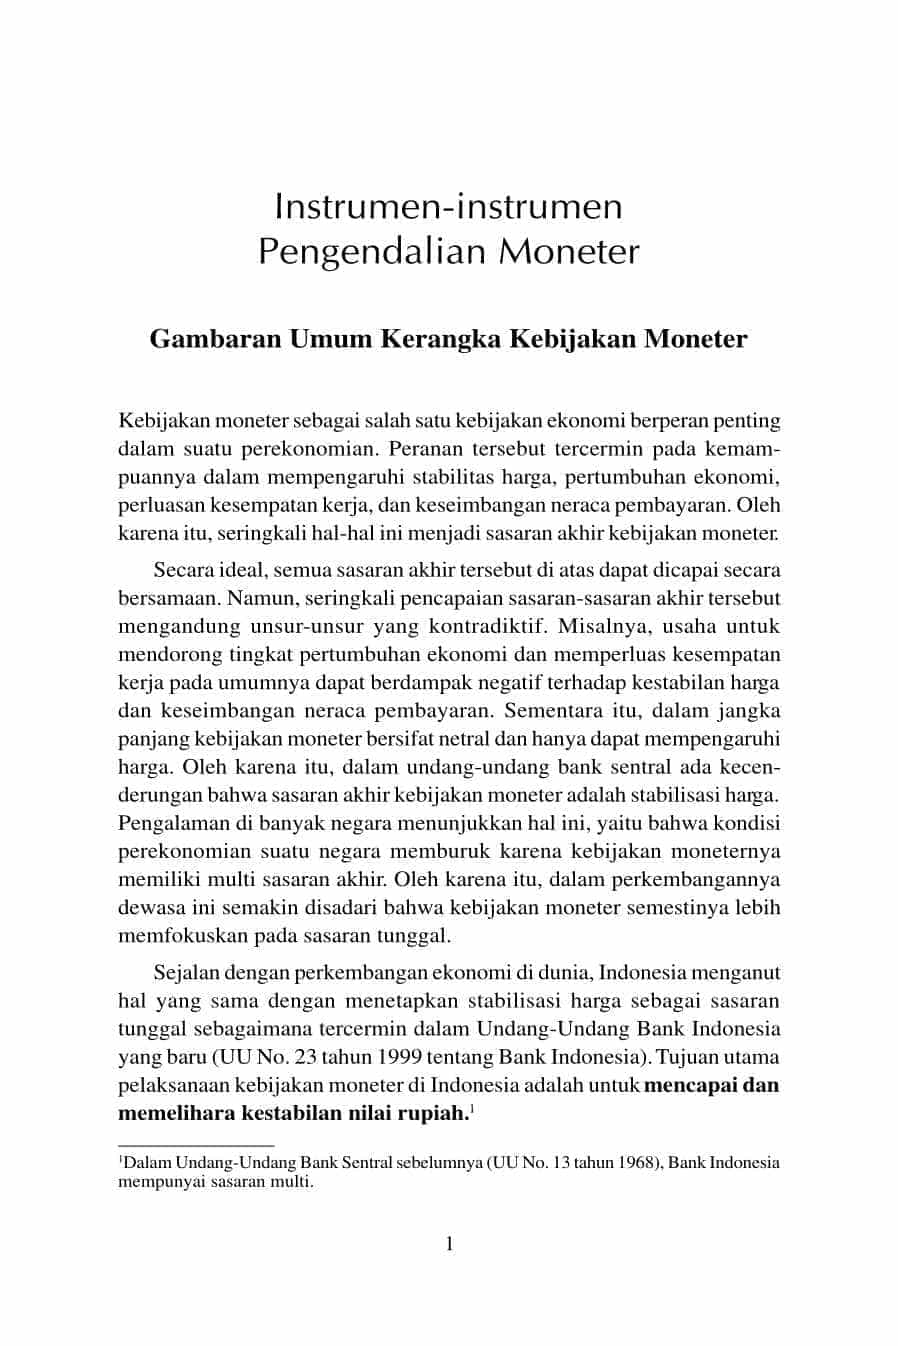 Instrumen-instrumen
Pengendalian Moneter
Gambaran Umum Kerangka Kebijakan Moneter
Kebijakan moneter sebagai salah satu kebijakan ekonomi berperan penting
dalam suatu perekonomian. Peranan tersebut tercermin pada kemam-
puannya dalam mempengaruhi stabilitas harga, pertumbuhan ekonomi,
perluasan kesempatan kerja, dan keseimbangan neraca pembayaran. Oleh
karena itu, seringkali hal-hal ini menjadi sasaran akhir kebijakan moneter.
Secara ideal, semua sasaran akhir tersebut di atas dapat dicapai secara
bersamaan. Namun, seringkali pencapaian sasaran-sasaran akhir tersebut
mengandung unsur-unsur yang kontradiktif. Misalnya, usaha untuk
mendorong tingkat pertumbuhan ekonomi dan memperluas kesempatan
kerja pada umumnya dapat berdampak negatif terhadap kestabilan harga
dan keseimbangan neraca pembayaran. Sementara itu, dalam jangka
panjang kebijakan moneter bersifat netral dan hanya dapat mempengaruhi
harga. Oleh karena itu, dalam undang-undang bank sentral ada kecen-
derungan bahwa sasaran akhir kebijakan moneter adalah stabilisasi harga.
Pengalaman di banyak negara menunjukkan hal ini, yaitu bahwa kondisi
perekonomian suatu negara memburuk karena kebijakan moneternya
memiliki multi sasaran akhir. Oleh karena itu, dalam perkembangannya
dewasa ini semakin disadari bahwa kebijakan moneter semestinya lebih
memfokuskan pada sasaran tunggal.
Sejalan dengan perkembangan ekonomi di dunia, Indonesia menganut
hal yang sama dengan menetapkan stabilisasi harga sebagai sasaran
tunggal sebagaimana tercermin dalam Undang-Undang Bank Indonesia
yang baru (UU No. 23 tahun 1999 tentang Bank Indonesia). Tujuan utama
pelaksanaan kebijakan moneter di Indonesia adalah untuk mencapai dan
memelihara kestabilan nilai rupiah.¹
¹Dalam Undang-Undang Bank Sentral sebelumnya (UU No. 13 tahun 1968), Bank Indonesia
mempunyai sasaran multi.
1